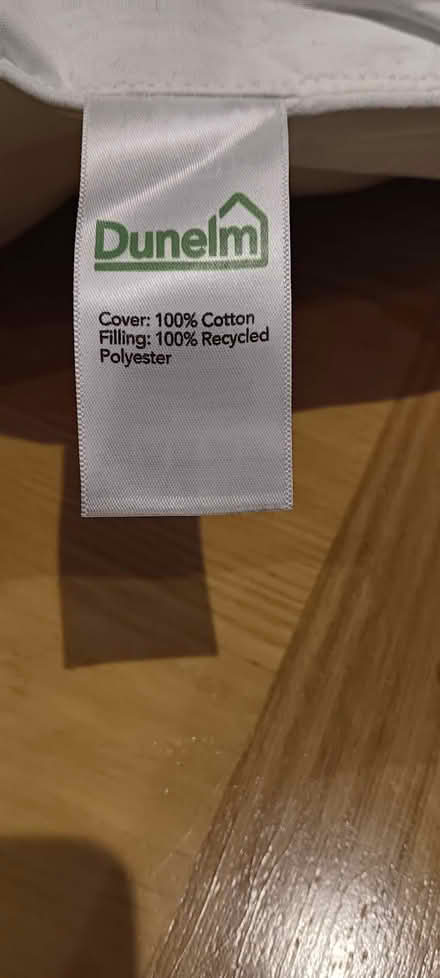 Dunelm
Cover: 100% Cotton
Filling: 100% Recycled
Polyester